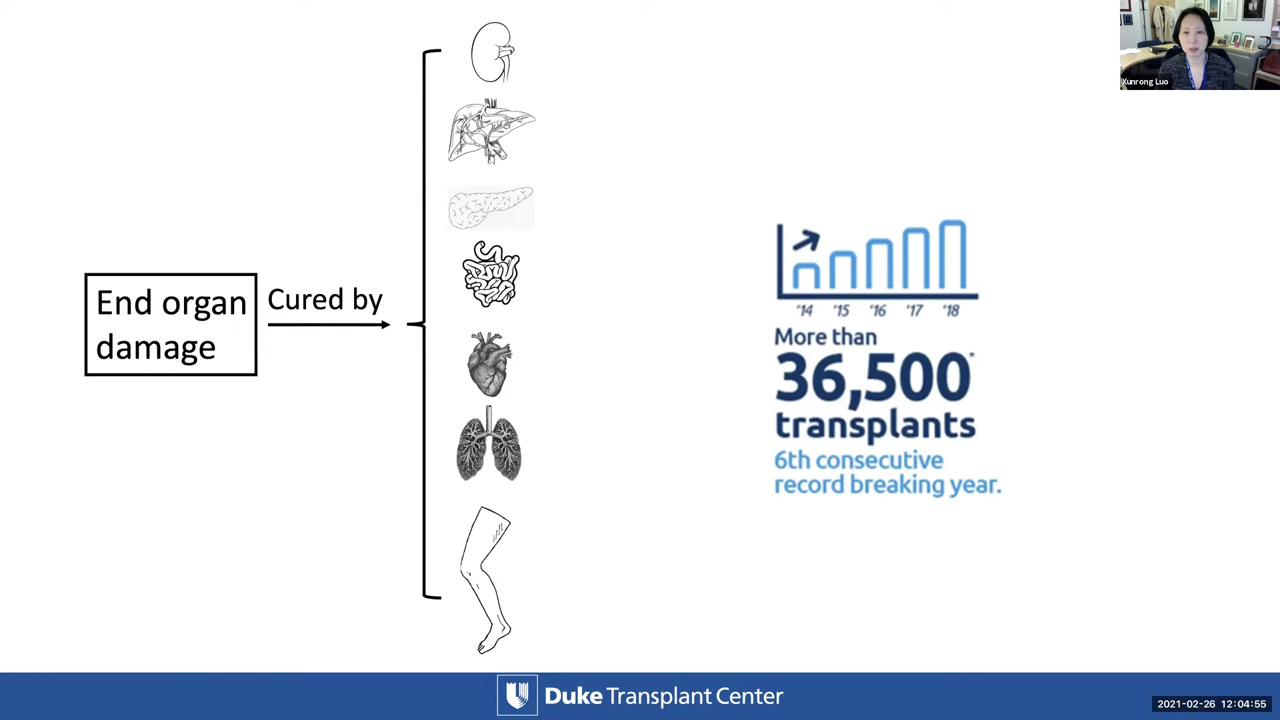 Xunrong Luo
End organ
damage
Cured by
'14 '15 '16 '17 '18
More than
36,500*
transplants
6th consecutive
record breaking year.
Duke Transplant Center
2021-02-26 12:04:55